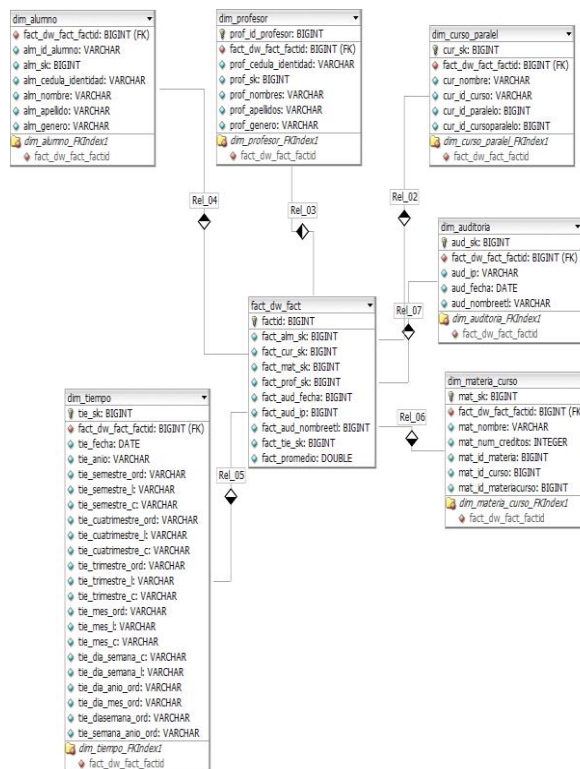 dim_alumno
fact_dw_fact_factid: BIGINT (FK)
alm_id_alumno: VARCHAR
alm_sk: BIGINT
alm_cedula_identidad: VARCHAR
alm_nombre: VARCHAR
alm_apellido: VARCHAR
alm_genero: VARCHAR
dim_alumno_FKIndex1
fact_dw_fact_factid
dim_profesor
prof_id_profesor: BIGINT
fact_dw_fact_factid: BIGINT (FK)
prof_cedula_identidad: VARCHAR
prof_sk: BIGINT
prof_nombres: VARCHAR
prof_apellidos: VARCHAR
prof_genero: VARCHAR
dim_profesor_FKIndex1
fact_dw_fact_factid
dim_curso_paralel
cur_sk: BIGINT
fact_dw_fact_factid: BIGINT (FK)
cur_nombre: VARCHAR
cur_id_curso: VARCHAR
cur_id_paralelo: BIGINT
cur_id_cursoparalelo: BIGINT
dim_curso_paralel_FKIndex1
fact_dw_fact_factid
Rel_04
Rel_03
Rel_02
dim_auditoria
aud_sk: BIGINT
fact_dw_fact_factid: BIGINT (FK)
aud_ip: VARCHAR
aud_fecha: DATE
aud_nombreetl: VARCHAR
dim_auditoria_FKIndex1
fact_dw_fact_factid
Rel_07
fact_dw_fact
factid: BIGINT
fact_alm_sk: BIGINT
fact_cur_sk: BIGINT
fact_mat_sk: BIGINT
fact_prof_sk: BIGINT
fact_aud_fecha: BIGINT
fact_aud_ip: BIGINT
fact_aud_nombreetl: BIGINT
fact_tie_sk: BIGINT
fact_promedio: DOUBLE
Rel_06
dim_materia_curso
mat_sk: BIGINT
fact_dw_fact_factid: BIGINT (FK
mat_nombre: VARCHAR
mat_num_creditos: INTEGER
mat_id_materia: BIGINT
mat_id_curso: BIGINT
mat_id_materiacurso: BIGINT
dim_materia_curso_FKIndex1
fact_dw_fact_factid
Rel_05
dim_tiempo
tie_sk: BIGINT
fact_dw_fact_factid: BIGINT (FK)
tie_fecha: DATE
tie_anio: VARCHAR
tie_semestre_ord: VARCHAR
tie_semestre_l: VARCHAR
tie_semestre_c: VARCHAR
tie_cuatrimestre_ord: VARCHAR
tie_cuatrimestre_l: VARCHAR
tie_cuatrimestre_c: VARCHAR
tie_trimestre_ord: VARCHAR
tie_trimestre_l: VARCHAR
tie_trimestre_c: VARCHAR
tie_mes_ord: VARCHAR
tie_mes_l: VARCHAR
tie_mes_c: VARCHAR
tie_dia_semana_c: VARCHAR
tie_dia_semana_l: VARCHAR
tie_dia_anio_ord: VARCHAR
tie_dia_mes_ord: VARCHAR
tie_diasemana_ord: VARCHAR
tie_semana_anio_ord: VARCHAR
dim_tiempo_FKIndex1
fact_dw_fact_factid